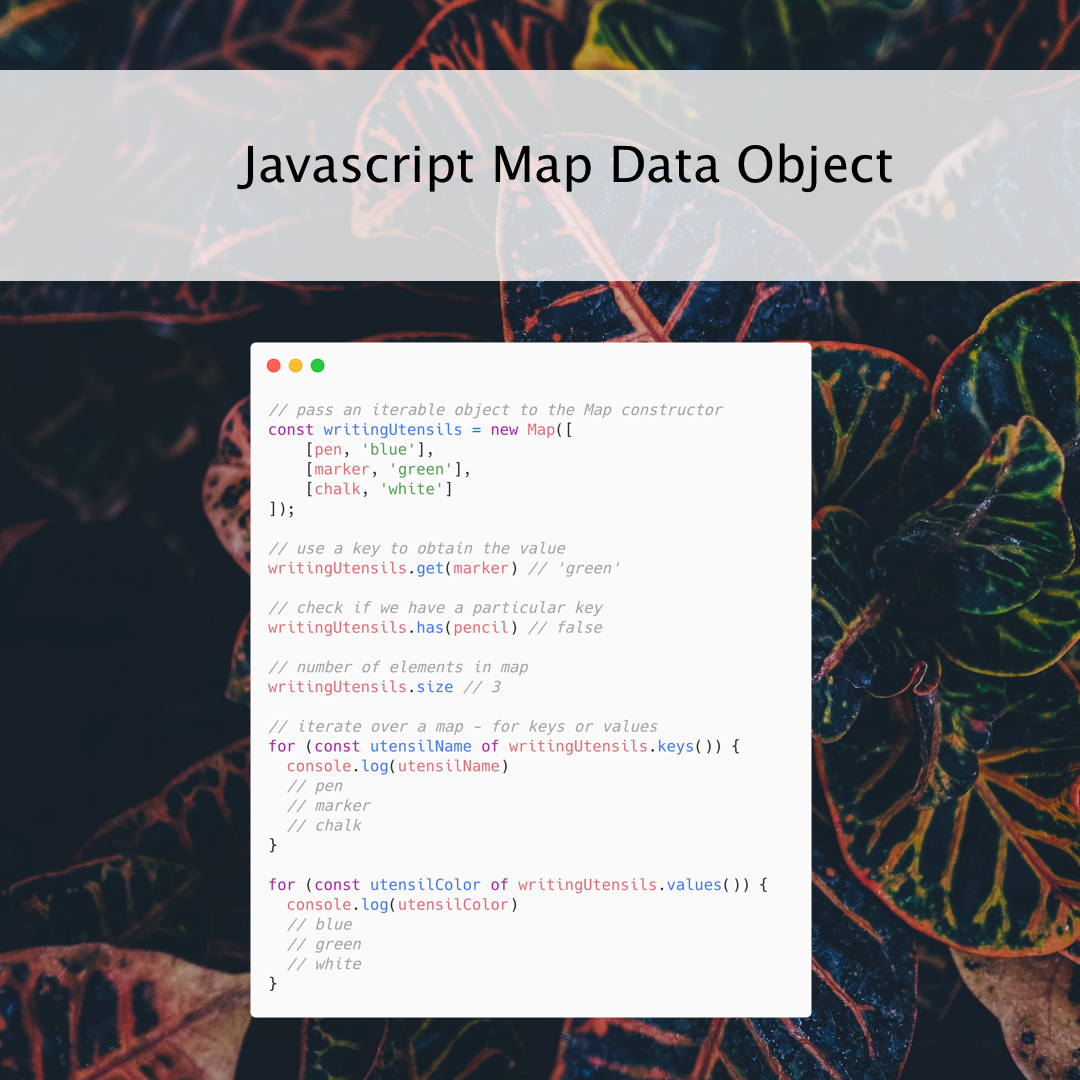 Javascript Map Data Object
// pass an iterable object to the Map constructor
const writingUtensils = new Map([
    [pen, 'blue'],
    [marker, 'green'],
    [chalk, 'white']
]);
// use a key to obtain the value
writingUtensils.get(marker) // 'green'
// check if we have a particular key
writingUtensils.has(pencil) // false
// number of elements in map
writingUtensils.size // 3
// iterate over a map - for keys or values
for (const utensilName of writingUtensils.keys()) {
  console.log(utensilName)
  // pen
  // marker
  // chalk
}
for (const utensilColor of writingUtensils.values()) {
  console.log(utensilColor)
  // blue
  // green
  // white
}